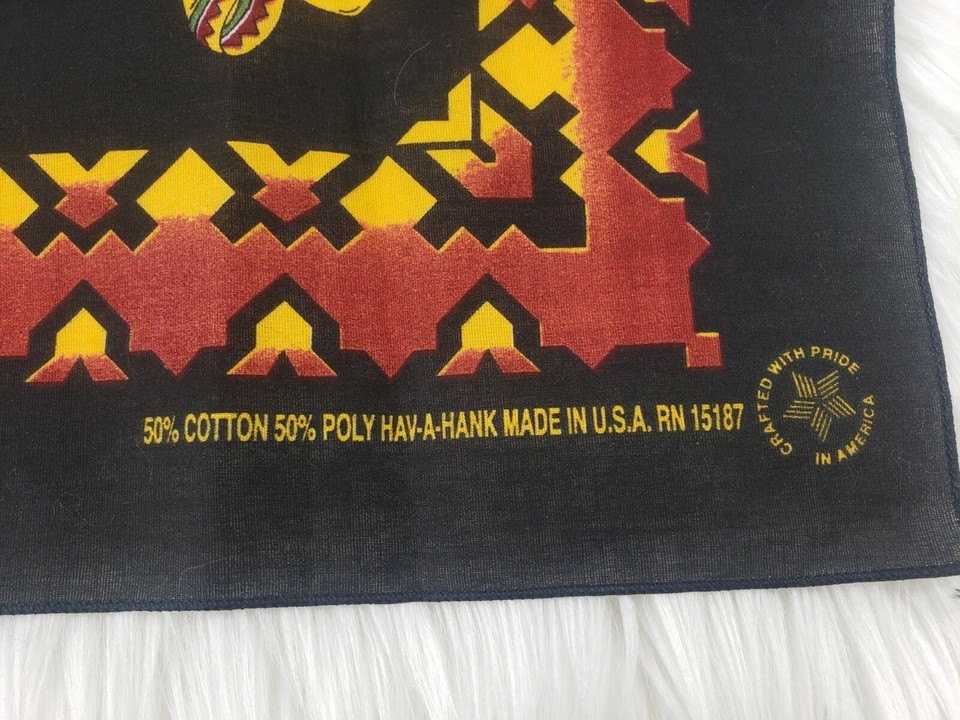 50% COTTON 50% POLY HAV-A-HANK MADE IN U.S.A. RN 15187
CRAFTED WITH PRIDE
IN AMERICA